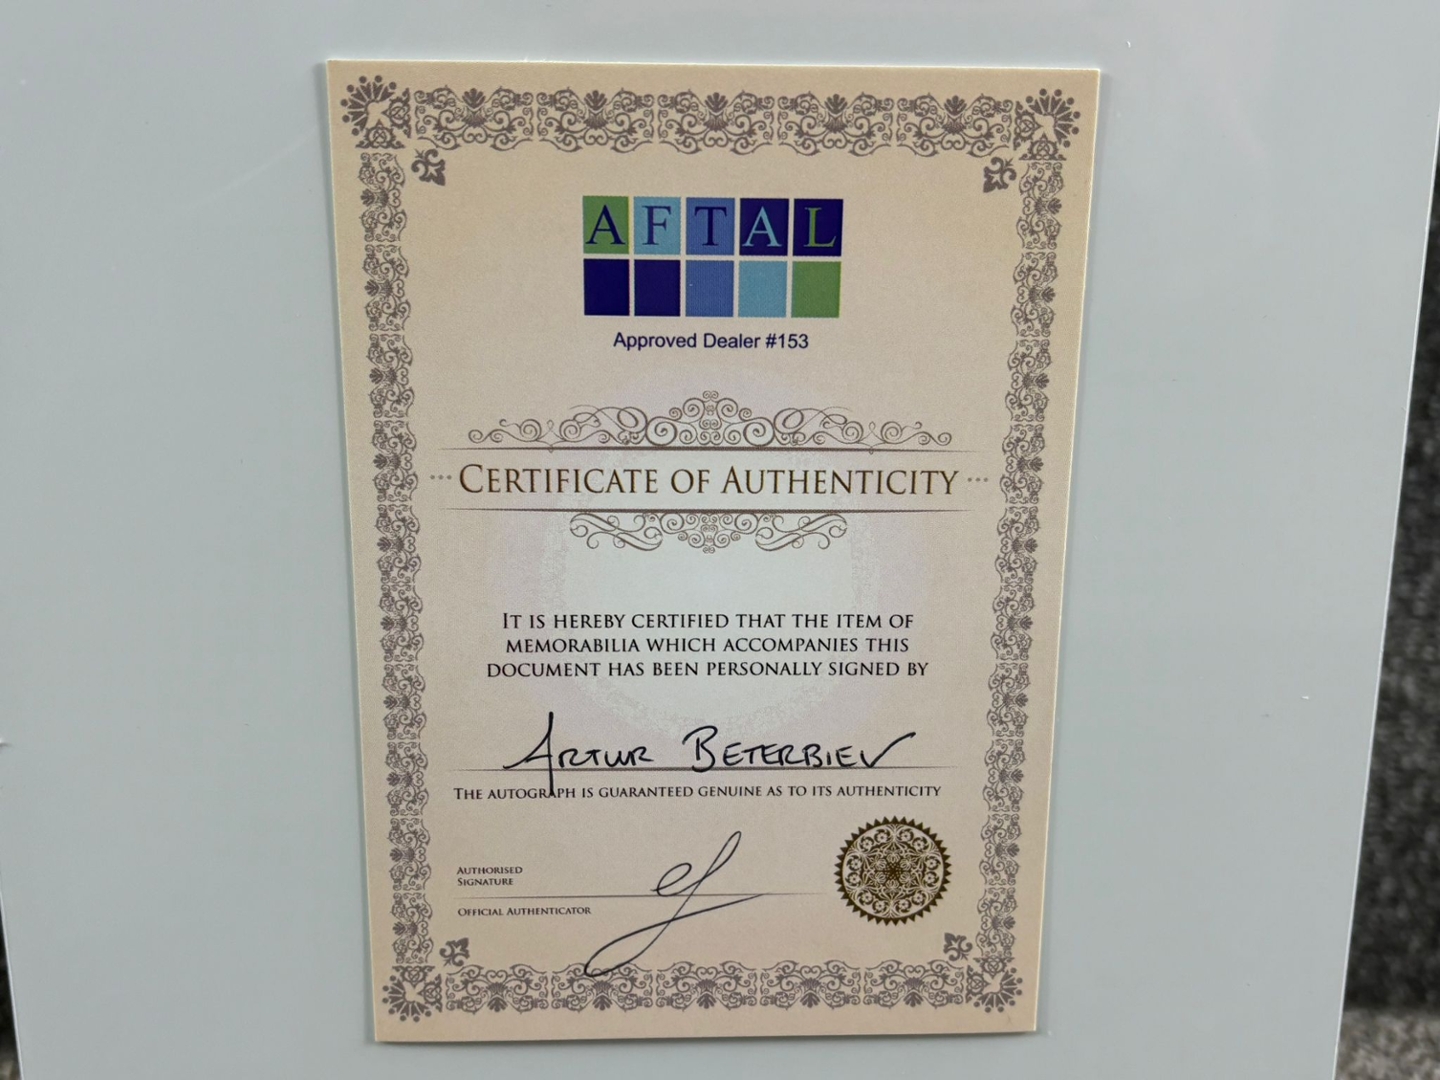 AFTAL
Approved Dealer #153
CERTIFICATE OF AUTHENTICITY
IT IS HEREBY CERTIFIED THAT THE ITEM OF
MEMORABILIA WHICH ACCOMPANIES THIS
DOCUMENT HAS BEEN PERSONALLY SIGNED BY
ARTUR BETERBIEV
THE AUTOGRAPH IS GUARANTEED GENUINE AS TO ITS AUTHENTICITY
AUTHORISED
SIGNATURE
OFFICIAL AUTHENTICATOR